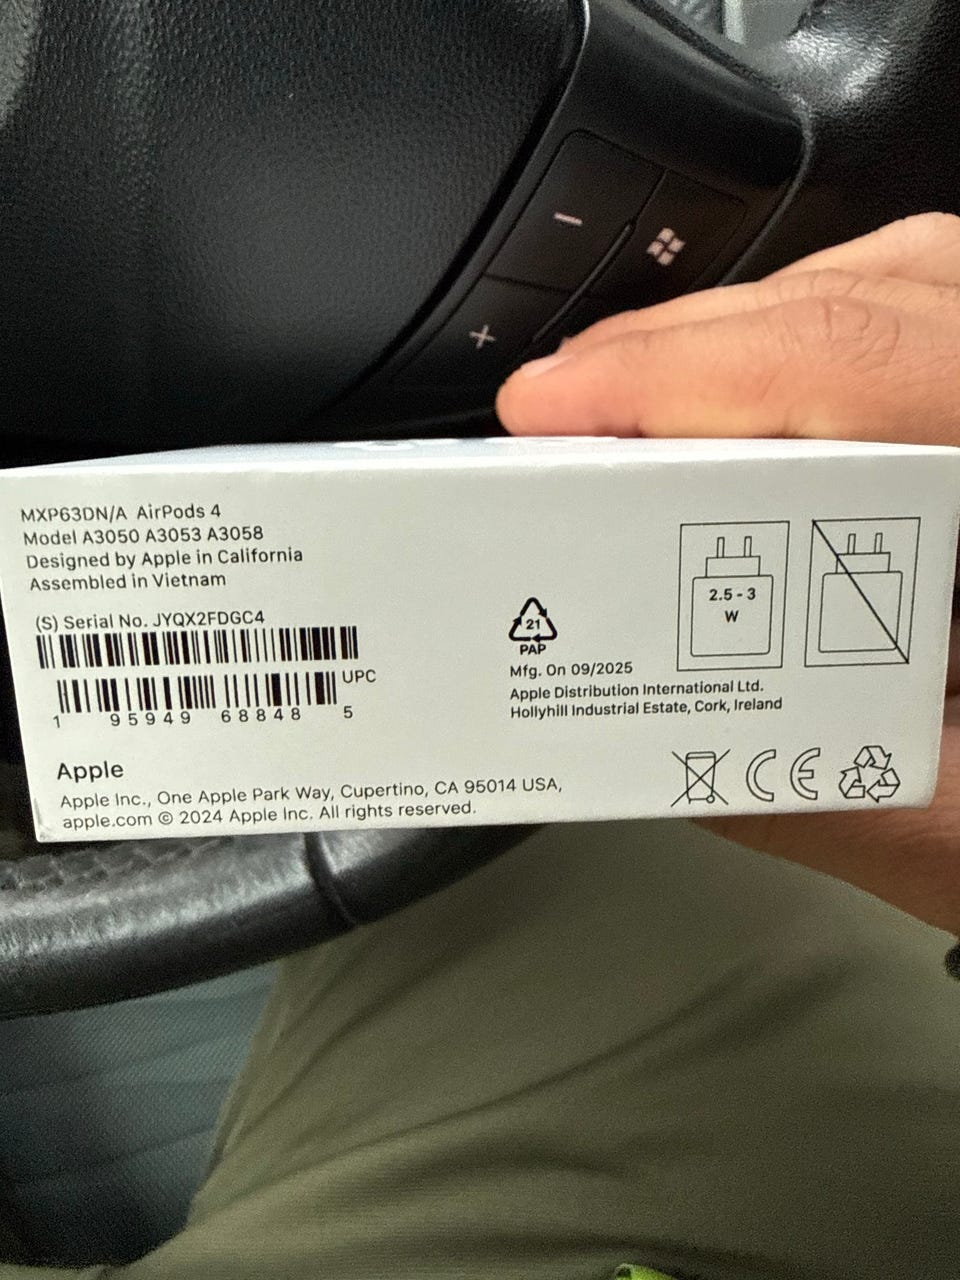 MXP63DN/A AirPods 4
Model A3050 A3053 A3058
Designed by Apple in California
Assembled in Vietnam
(S) Serial No. JYQX2FDGC4
UPC
1 95949 68848 5
Apple
Apple Inc., One Apple Park Way, Cupertino, CA 95014 USA,
apple.com © 2024 Apple Inc. All rights reserved.
21
PAP
Mfg. On 09/2025
Apple Distribution International Ltd.
Hollyhill Industrial Estate, Cork, Ireland
2.5 - 3
W
CE
−
+